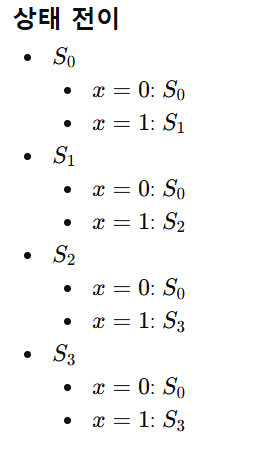 상태 전이
• S₀
• x = 0: S₀
• x = 1: S₁
• S₁
• x = 0: S₀
• x = 1: S₂
• S₂
• x = 0: S₀
• x = 1: S₃
• S₃
• x = 0: S₀
• x = 1: S₃